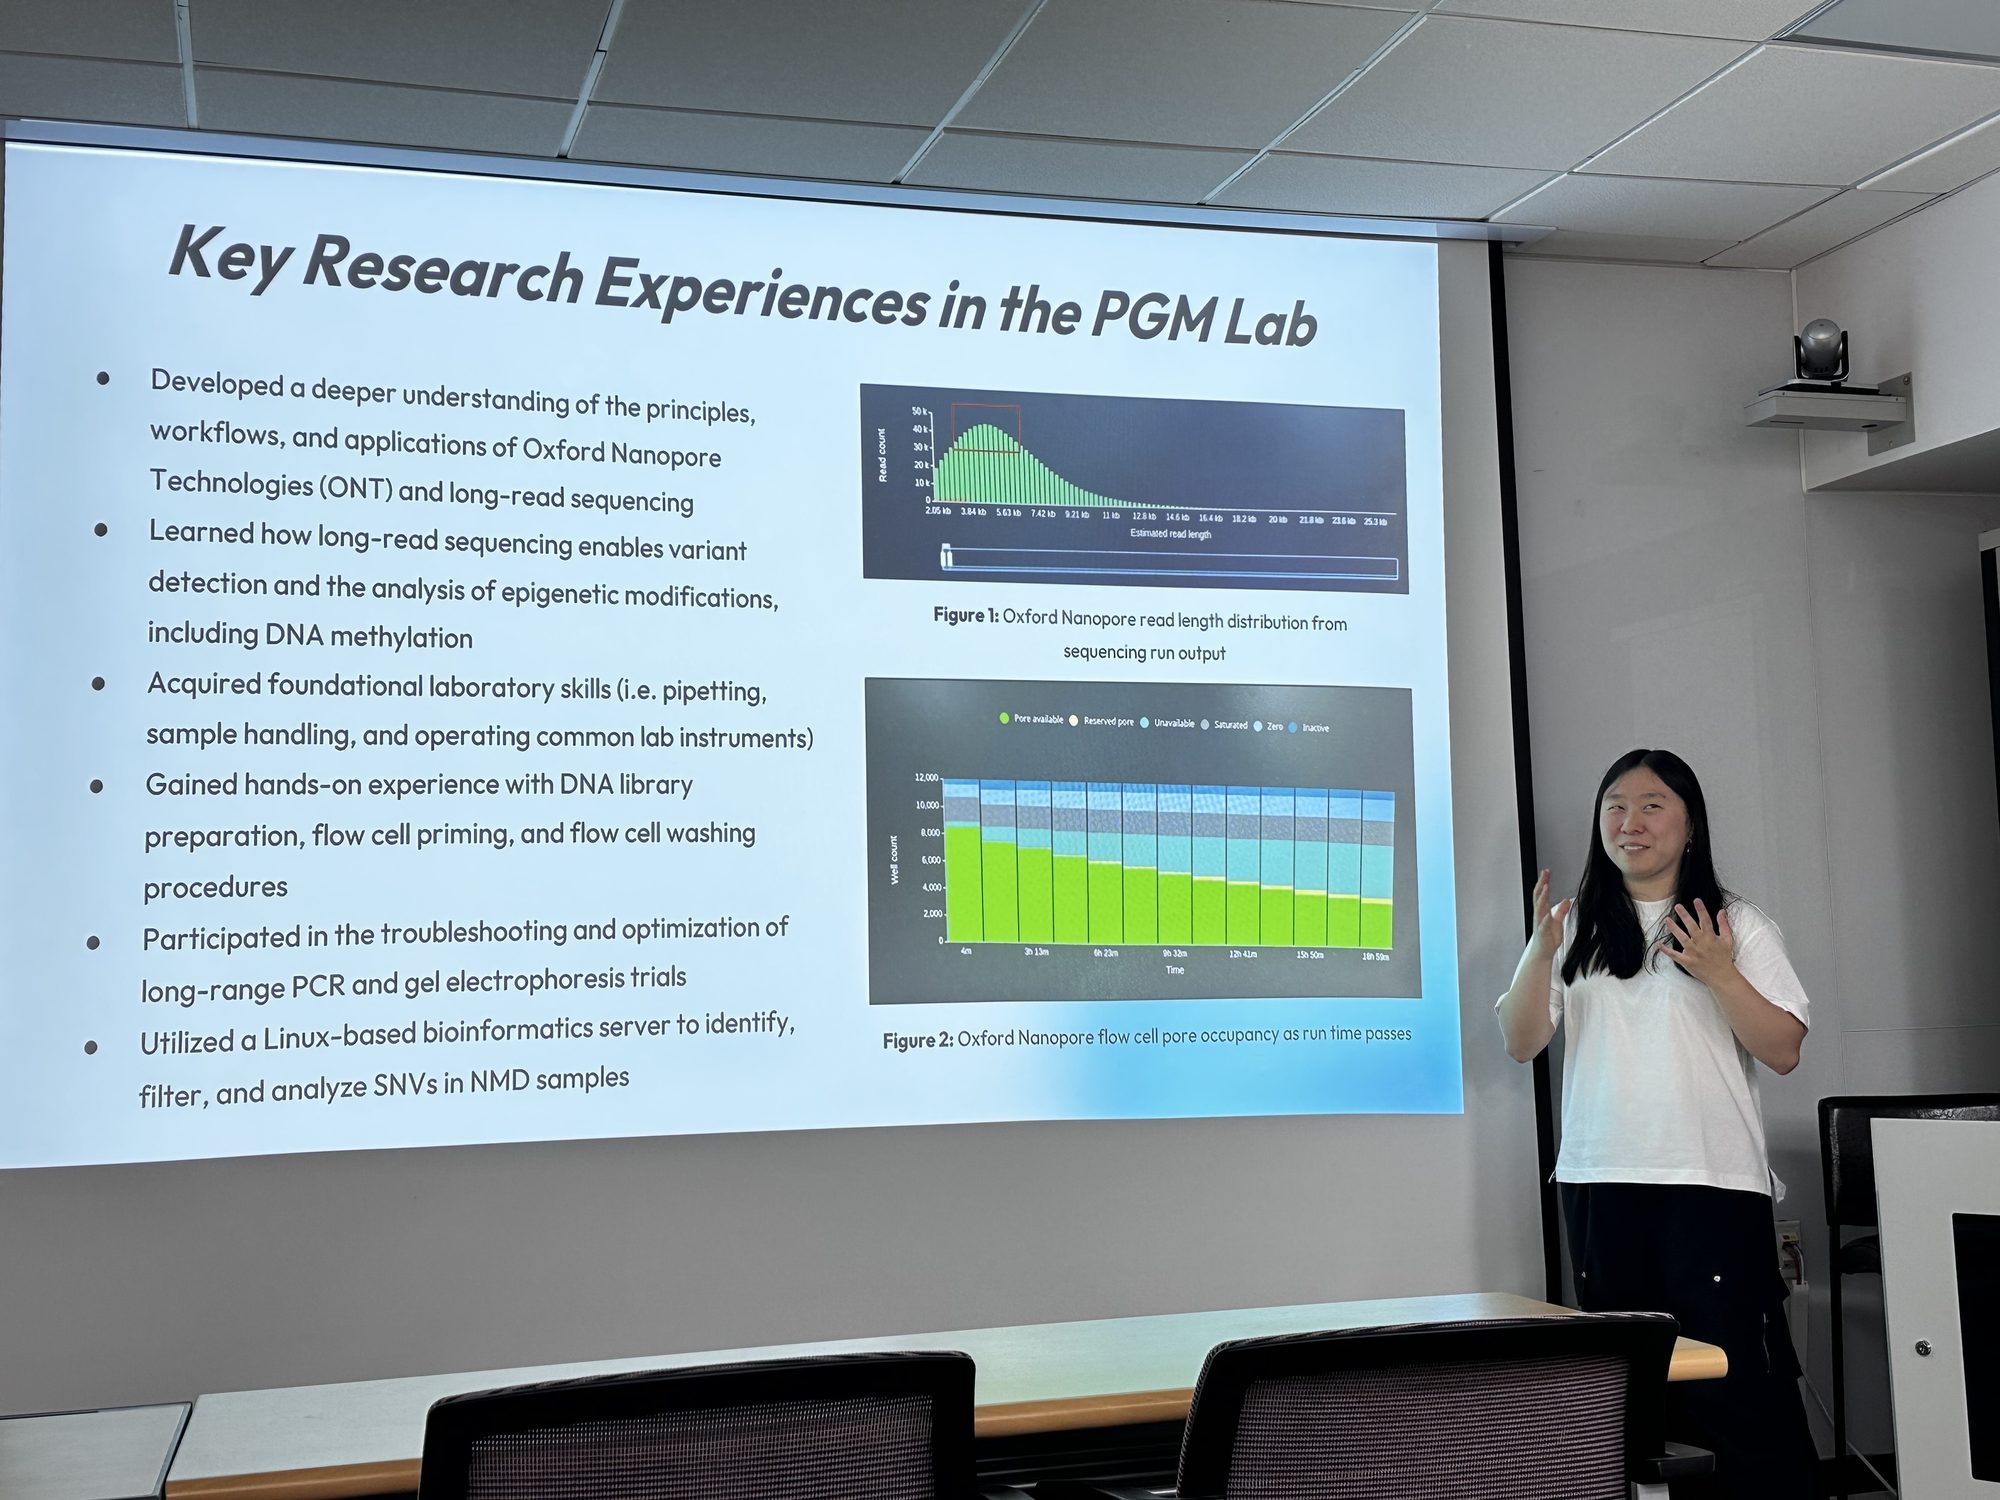 Key Research Experiences in the PGM Lab
● Developed a deeper understanding of the principles,
workflows, and applications of Oxford Nanopore
Technologies (ONT) and long-read sequencing
● Learned how long-read sequencing enables variant
detection and the analysis of epigenetic modifications,
including DNA methylation
● Acquired foundational laboratory skills (i.e. pipetting,
sample handling, and operating common lab instruments)
● Gained hands-on experience with DNA library
preparation, flow cell priming, and flow cell washing
procedures
● Participated in the troubleshooting and optimization of
long-range PCR and gel electrophoresis trials
● Utilized a Linux-based bioinformatics server to identify,
filter, and analyze SNVs in NMD samples
Read count
50 k
40 k
30 k
20 k
10 k
0
2.05 kb 3.84 kb 5.63 kb 7.42 kb 9.21 kb 11 kb 12.8 kb 14.6 kb 16.4 kb 18.2 kb 20 kb 21.8 kb 23.6 kb 25.3 kb
Estimated read length
Figure 1: Oxford Nanopore read length distribution from
sequencing run output
Pore available Reserved pore Unavailable Saturated Zero Inactive
Well count
12,000
10,000
8,000
6,000
4,000
2,000
0
4m 3h 13m 6h 23m 9h 32m 12h 41m 15h 50m 18h 59m
Time
Figure 2: Oxford Nanopore flow cell pore occupancy as run time passes